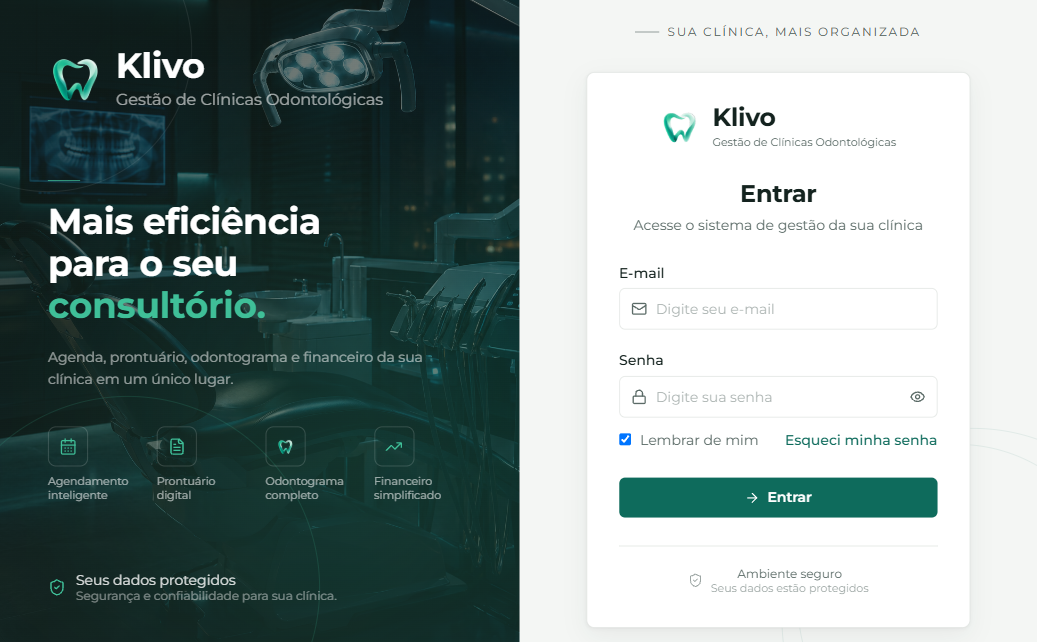 Klivo
Gestão de Clínicas Odontológicas
Mais eficiência
para o seu
consultório.
Agenda, prontuário, odontograma e financeiro da sua
clínica em um único lugar.
Agendamento
inteligente
Prontuário
digital
Odontograma
completo
Financeiro
simplificado
Seus dados protegidos
Segurança e confiabilidade para sua clínica.
SUA CLÍNICA, MAIS ORGANIZADA
Klivo
Gestão de Clínicas Odontológicas
Entrar
Acesse o sistema de gestão da sua clínica
E-mail
Digite seu e-mail
Senha
Digite sua senha
Lembrar de mim
Esqueci minha senha
Entrar
Ambiente seguro
Seus dados estão protegidos